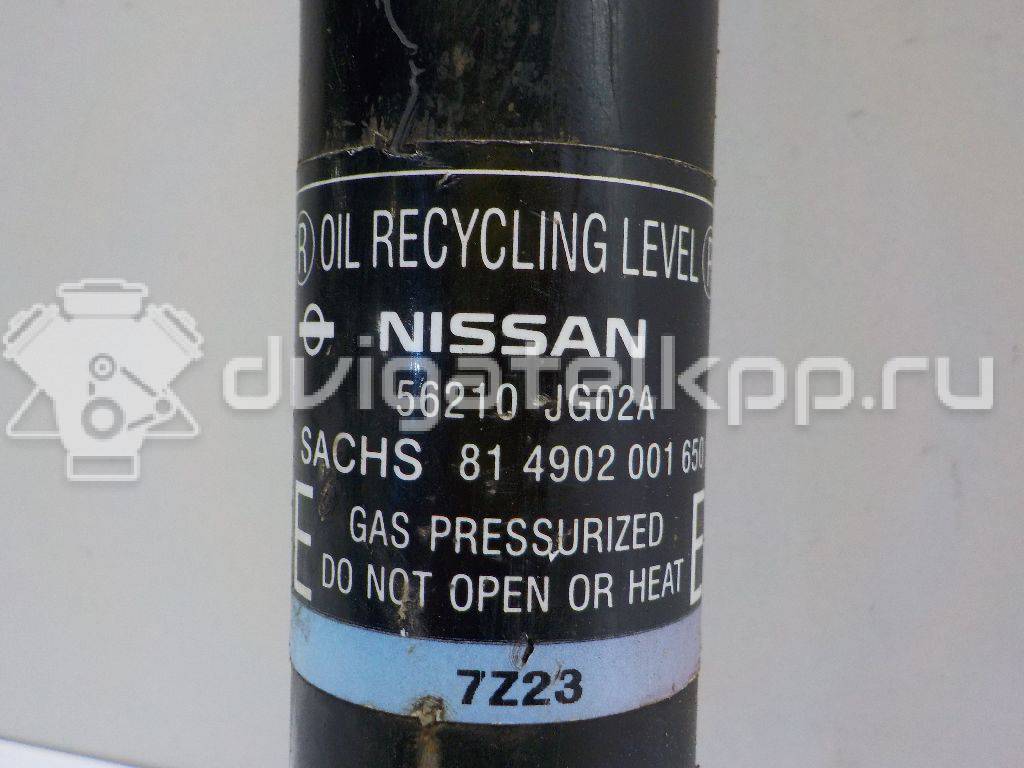 R OIL RECYCLING LEVEL R
NISSAN
56210 JG02A
SACHS 81 4902 001 650
E GAS PRESSURIZED E
DO NOT OPEN OR HEAT
7Z23
dvigatelkpp.ru